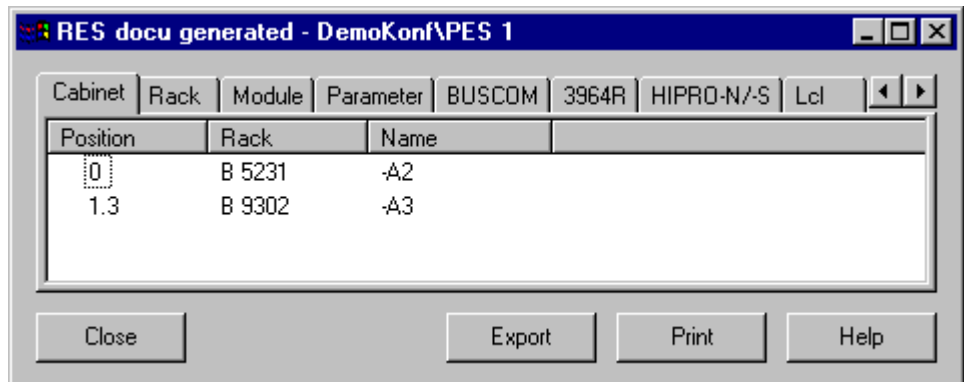 RES docu generated - DemoKonf\PES 1
Cabinet Rack Module Parameter BUSCOM 3964R HIPRO-N/-S Lcl
Position Rack Name
0 B 5231 -A2
1.3 B 9302 -A3
Close Export Print Help